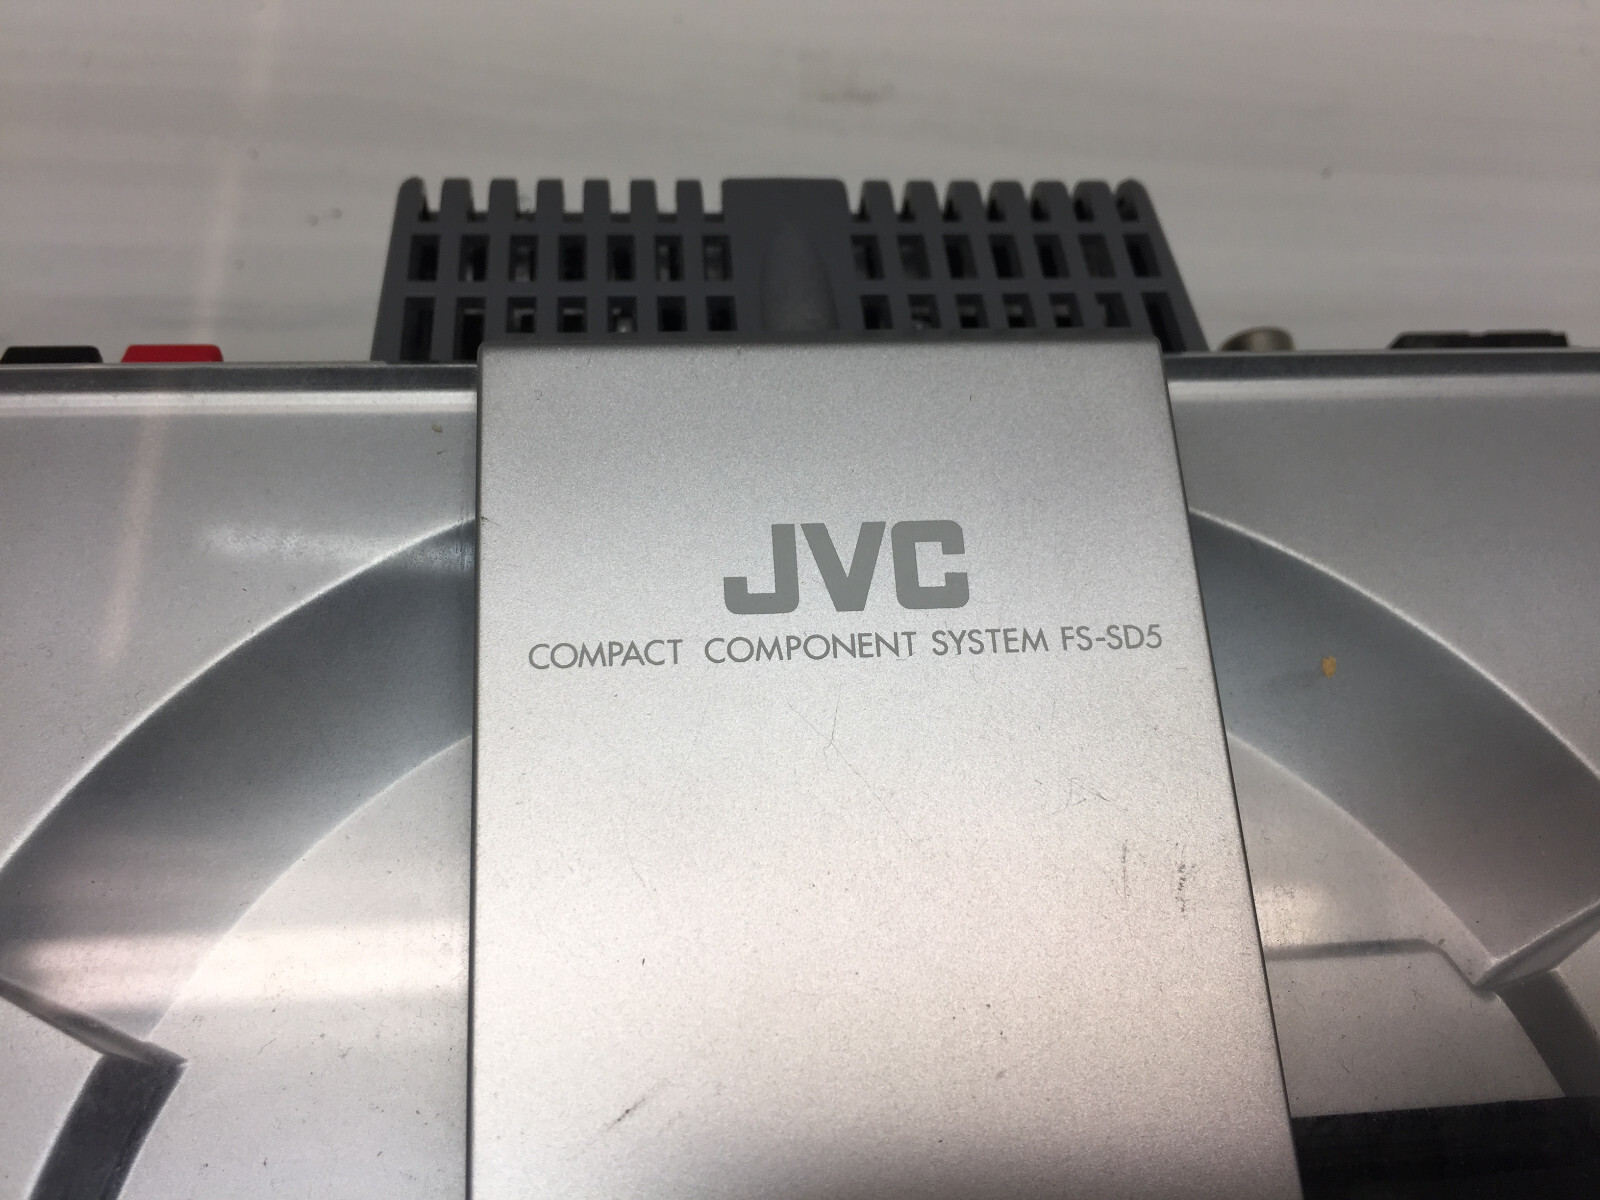 JVC
COMPACT COMPONENT SYSTEM FS-SD5